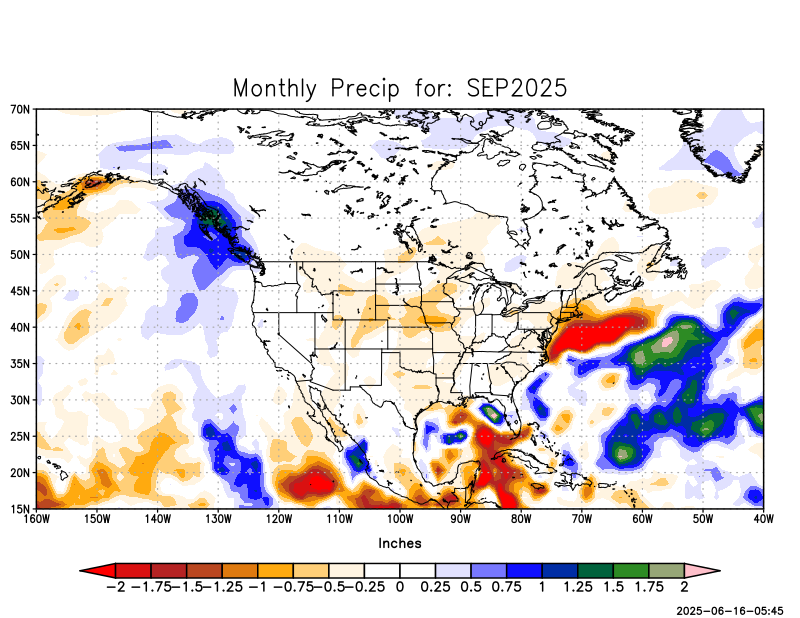 Monthly Precip for: SEP2025
70N
65N
60N
55N
50N
45N
40N
35N
30N
25N
20N
15N
160W 150W 140W 130W 120W 110W 100W 90W 80W 70W 60W 50W 40W
Inches
−2 −1.75 −1.5 −1.25 −1 −0.75 −0.5 −0.25 0 0.25 0.5 0.75 1 1.25 1.5 1.75 2
2025−06−16−05:45